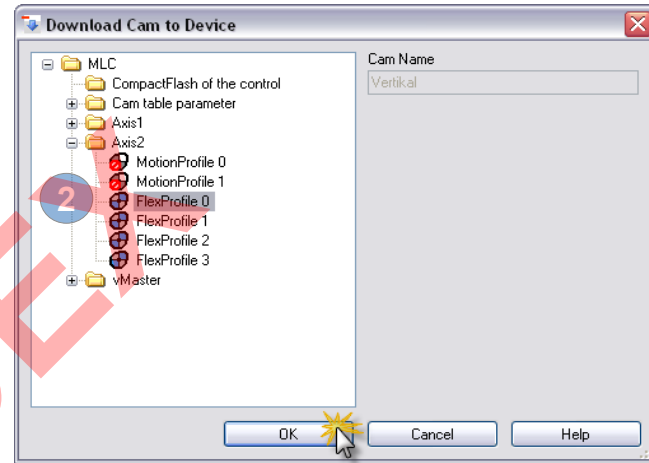 Download Cam to Device
MLC
CompactFlash of the control
Cam table parameter
Axis1
Axis2
MotionProfile 0
MotionProfile 1
FlexProfile 0
FlexProfile 1
FlexProfile 2
FlexProfile 3
vMaster
2
Cam Name
Vertikal
OK
Cancel
Help